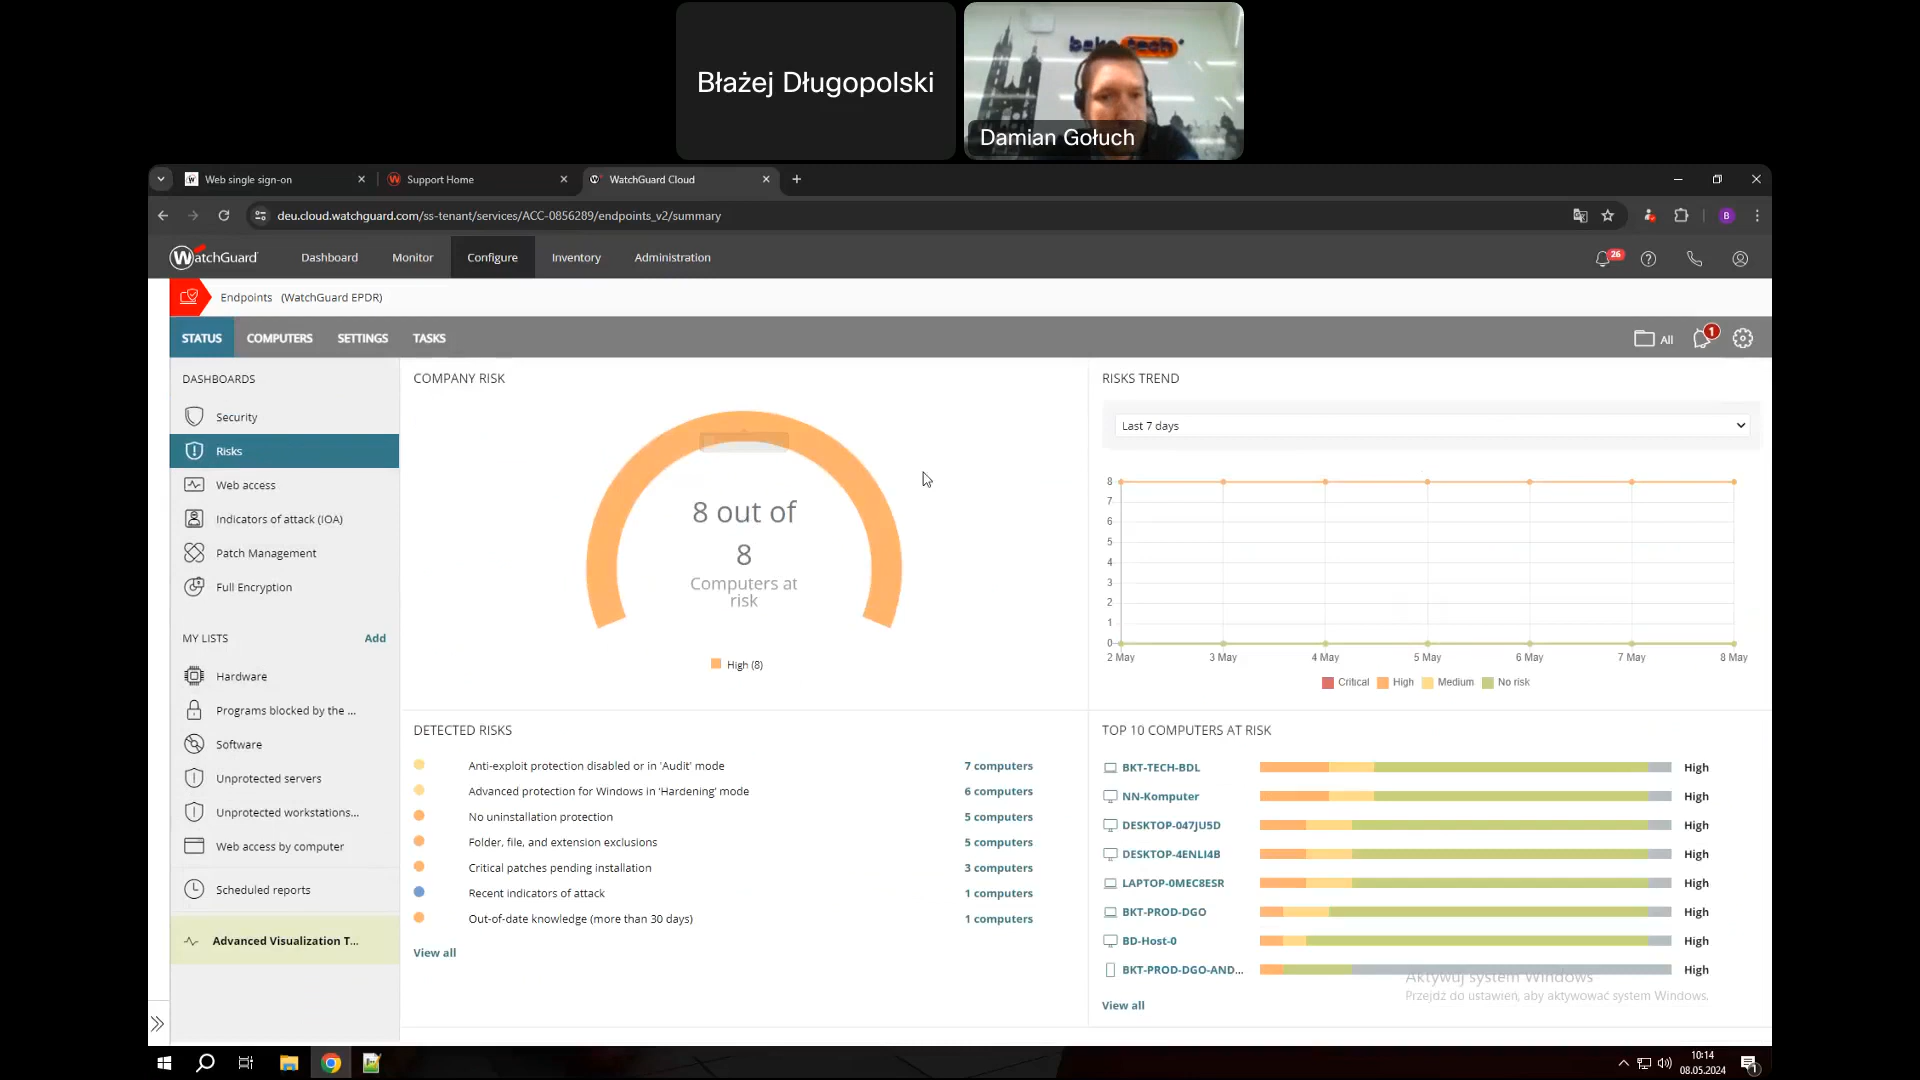 Błażej Długopolski
Damian Gołuch
Web single sign-on
Support Home
WatchGuard Cloud
deu.cloud.watchguard.com/ss-tenant/services/ACC-0856289/endpoints_v2/summary
B
WatchGuard
Dashboard
Monitor
Configure
Inventory
Administration
26
Endpoints (WatchGuard EPDR)
STATUS
COMPUTERS
SETTINGS
TASKS
All
1
DASHBOARDS
Security
Risks
Web access
Indicators of attack (IOA)
Patch Management
Full Encryption
MY LISTS
Add
Hardware
Programs blocked by the ...
Software
Unprotected servers
Unprotected workstations...
Web access by computer
Scheduled reports
Advanced Visualization T...
COMPANY RISK
8 out of
8
Computers at
risk
High (8)
RISKS TREND
Last 7 days
8
7
6
5
4
3
2
1
0
2 May
3 May
4 May
5 May
6 May
7 May
8 May
Critical
High
Medium
No risk
DETECTED RISKS
Anti-exploit protection disabled or in 'Audit' mode
7 computers
Advanced protection for Windows in 'Hardening' mode
6 computers
No uninstallation protection
5 computers
Folder, file, and extension exclusions
5 computers
Critical patches pending installation
3 computers
Recent indicators of attack
1 computers
Out-of-date knowledge (more than 30 days)
1 computers
View all
TOP 10 COMPUTERS AT RISK
BKT-TECH-BDL
High
NN-Komputer
High
DESKTOP-047JU5D
High
DESKTOP-4ENLI4B
High
LAPTOP-0MEC8ESR
High
BKT-PROD-DGO
High
BD-Host-0
High
BKT-PROD-DGO-AND...
High
View all
Aktywuj system Windows
Przejdź do ustawień, aby aktywować system Windows.
10:14
08.05.2024
1